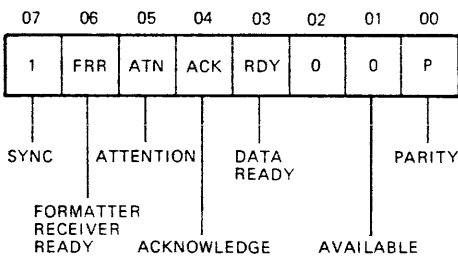 07 06 05 04 03 02 01 00
1 FRR ATN ACK RDY 0 0 P
SYNC ATTENTION DATA READY PARITY
FORMATTER RECEIVER READY ACKNOWLEDGE AVAILABLE